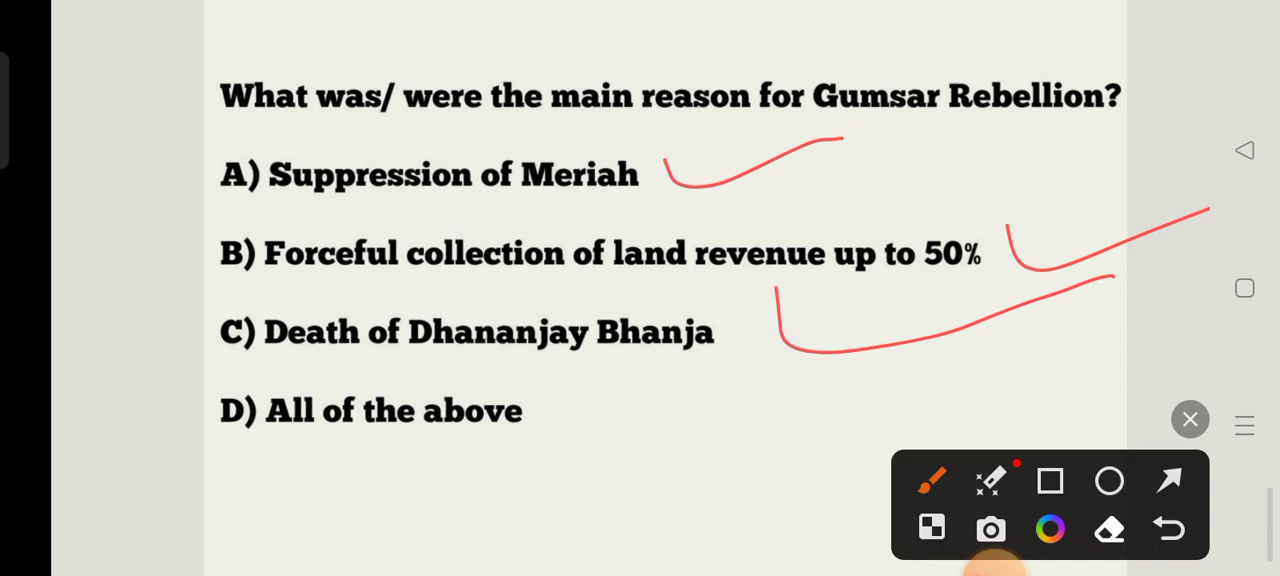 What was/ were the main reason for Gumsar Rebellion?
A) Suppression of Meriah
B) Forceful collection of land revenue up to 50%
C) Death of Dhananjay Bhanja
D) All of the above